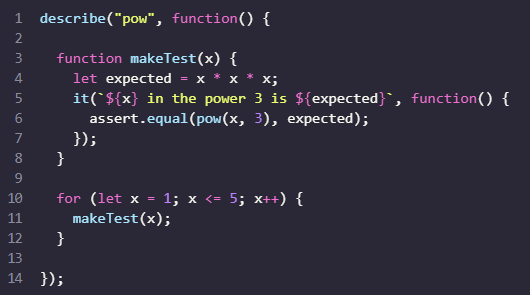 1 describe("pow", function() {
2
3   function makeTest(x) {
4     let expected = x * x * x;
5     it(`${x} in the power 3 is ${expected}`, function() {
6       assert.equal(pow(x, 3), expected);
7     });
8   }
9
10   for (let x = 1; x <= 5; x++) {
11     makeTest(x);
12   }
13
14 });